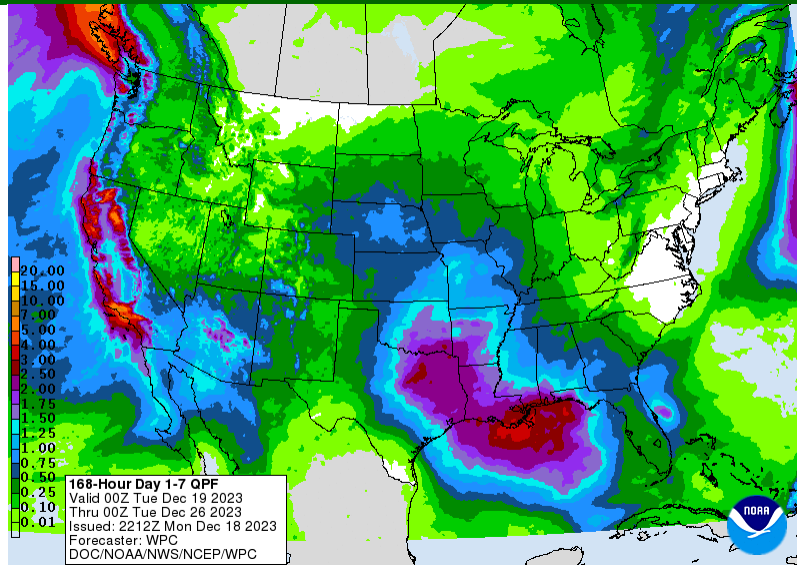 20.00
15.00
10.00
7.00
5.00
4.00
3.00
2.50
2.00
1.75
1.50
1.25
1.00
0.75
0.50
0.25
0.10
0.01
168-Hour Day 1-7 QPF
Valid 00Z Tue Dec 19 2023
Thru 00Z Tue Dec 26 2023
Issued: 2212Z Mon Dec 18 2023
Forecaster: WPC
DOC/NOAA/NWS/NCEP/WPC
NOAA